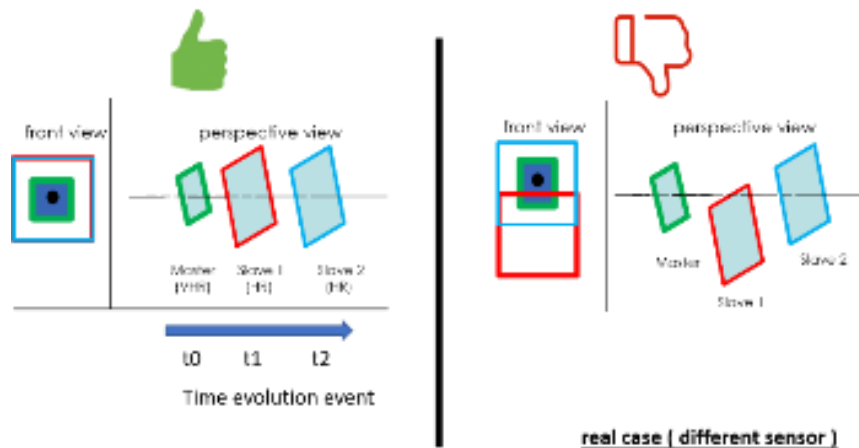 front view
perspective view
Master
(VHR)
Slave 1
(HR)
Slave 2
(HR)
t0
t1
t2
Time evolution event
front view
perspective view
Master
Slave 1
Slave 2
real case ( different sensor )